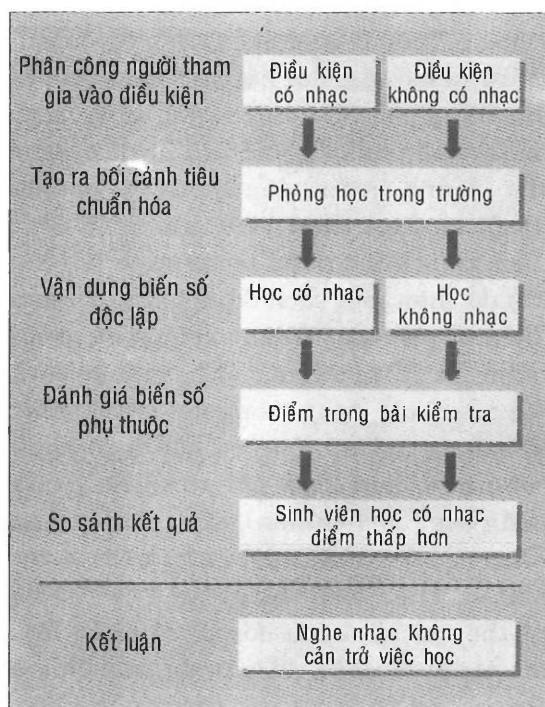 Phân công người tham
gia vào điều kiện
Điều kiện
có nhạc
Điều kiện
không có nhạc
Tạo ra bối cảnh tiêu
chuẩn hóa
Phòng học trong trường
Vận dụng biến số
độc lập
Học có nhạc
Học
không nhạc
Đánh giá biến số
phụ thuộc
Điểm trong bài kiểm tra
So sánh kết quả
Sinh viên học có nhạc
điểm thấp hơn
Kết luận
Nghe nhạc không
cản trở việc học